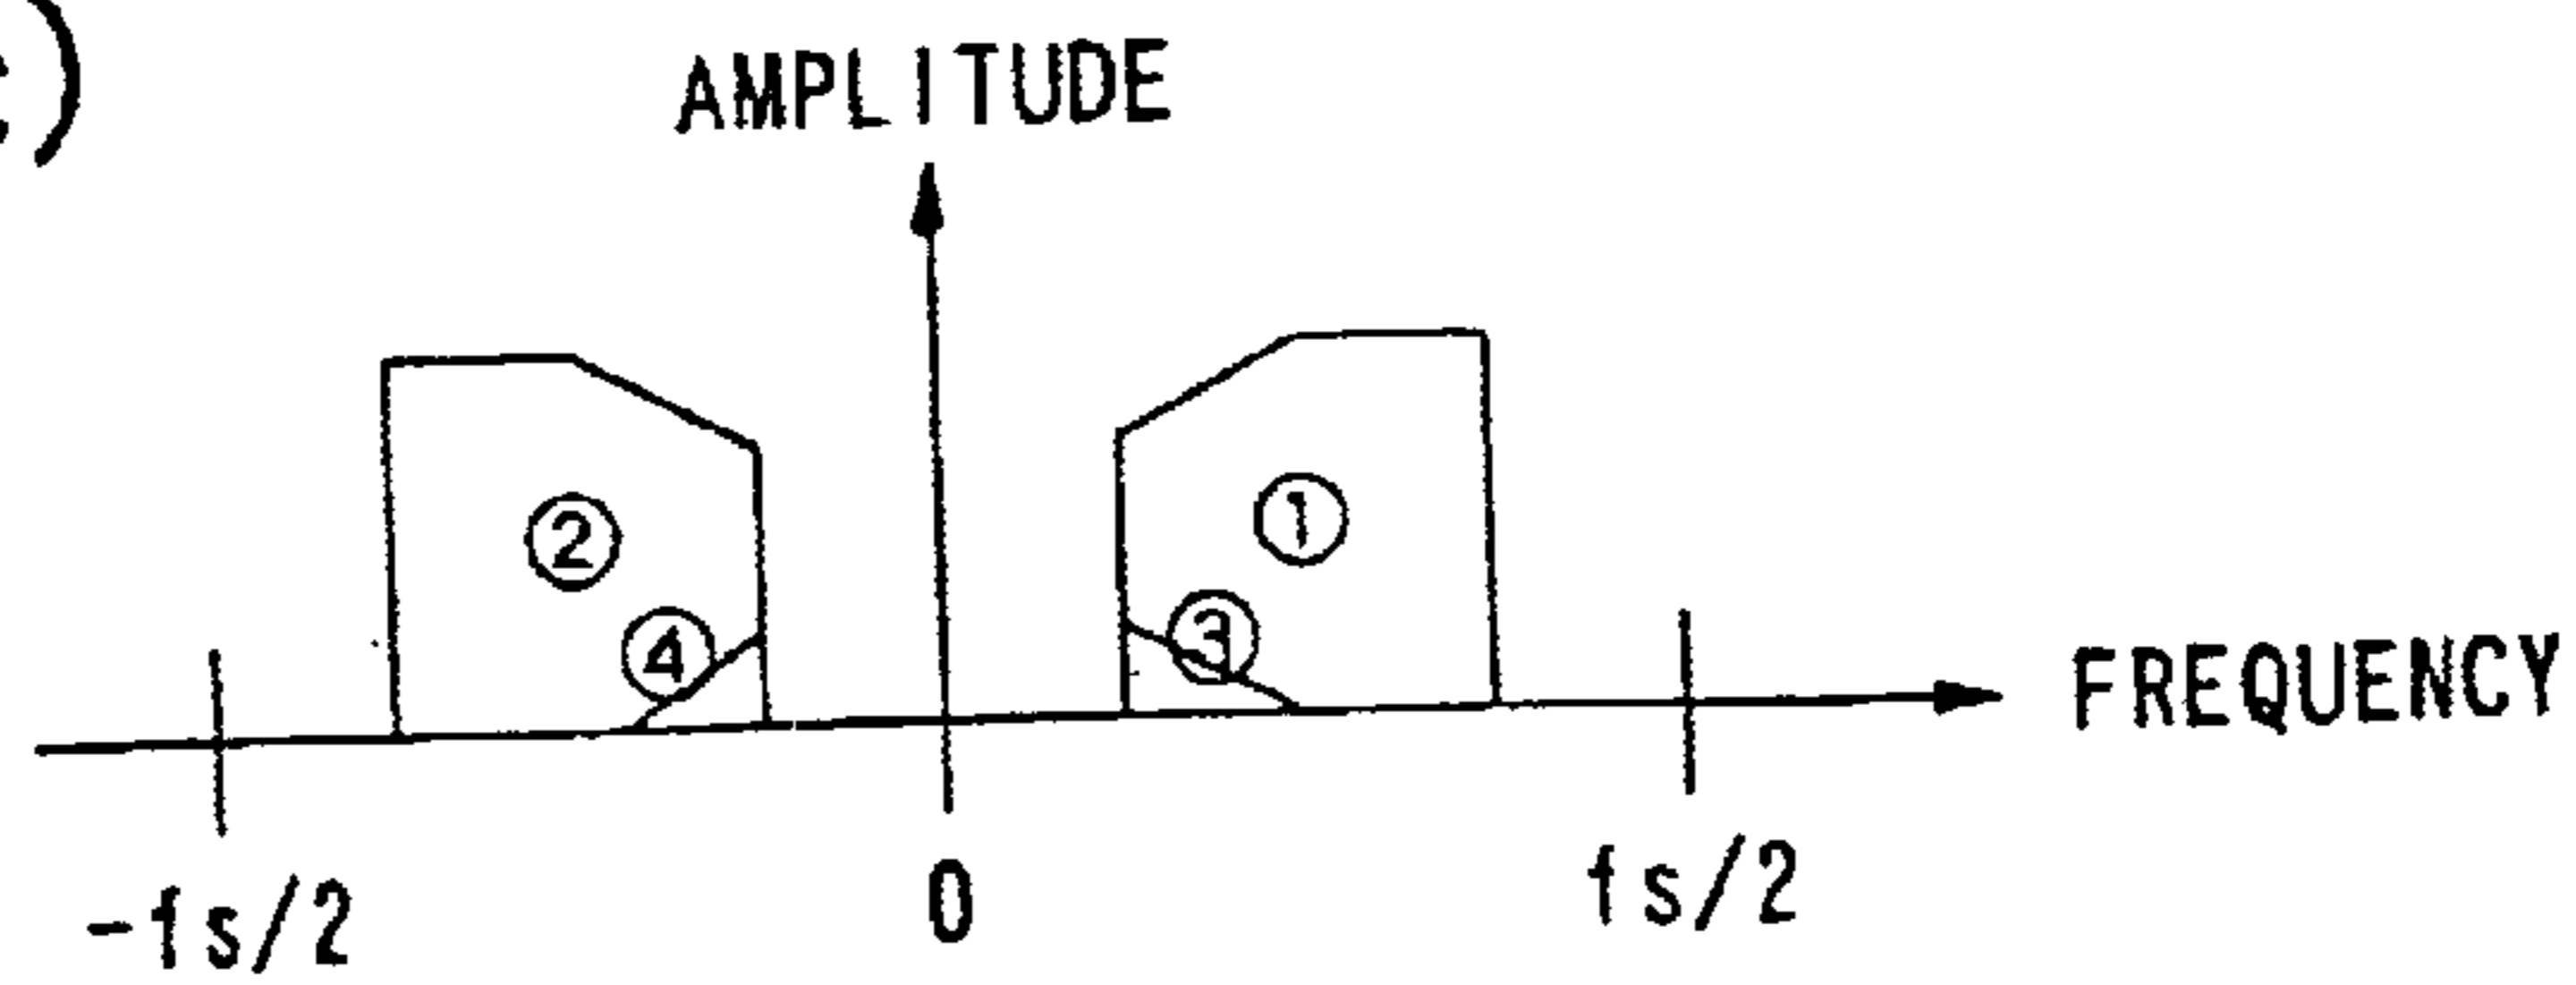 )
AMPLITUDE
② ①
④ ③
FREQUENCY
-fs/2 0 fs/2